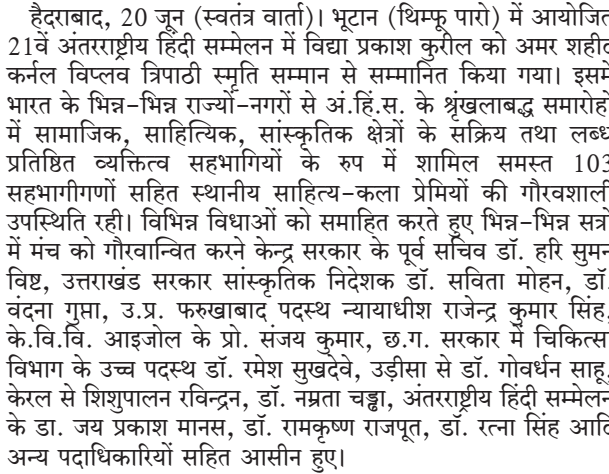 हैदराबाद, 20 जून (स्वतंत्र वार्ता)। भूटान (थिम्फू पारो) में आयोजित
21वें अंतरराष्ट्रीय हिंदी सम्मेलन में विद्या प्रकाश कुरील को अमर शहीद
कर्नल विप्लव त्रिपाठी स्मृति सम्मान से सम्मानित किया गया। इसमें
भारत के भिन्न-भिन्न राज्यों-नगरों से अं.हिं.स. के श्रृंखलाबद्ध समारोहों
में सामाजिक, साहित्यिक, सांस्कृतिक क्षेत्रों के सक्रिय तथा लब्ध
प्रतिष्ठित व्यक्तित्व सहभागियों के रुप में शामिल समस्त 103
सहभागीगणों सहित स्थानीय साहित्य-कला प्रेमियों की गौरवशाली
उपस्थिति रही। विभिन्न विधाओं को समाहित करते हुए भिन्न-भिन्न सत्रों
में मंच को गौरवान्वित करने केन्द्र सरकार के पूर्व सचिव डॉ. हरि सुमन
विष्ट, उत्तराखंड सरकार सांस्कृतिक निदेशक डॉ. सविता मोहन, डॉ.
वंदना गुप्ता, उ.प्र. फरुखाबाद पदस्थ न्यायाधीश राजेन्द्र कुमार सिंह,
के.वि.वि. आइजोल के प्रो. संजय कुमार, छ.ग. सरकार में चिकित्सा
विभाग के उच्च पदस्थ डॉ. रमेश सुखदेवे, उड़ीसा से डॉ. गोवर्धन साहू,
केरल से शिशुपालन रविन्द्रन, डॉ. नम्रता चड्ढा, अंतरराष्ट्रीय हिंदी सम्मेलन
के डा. जय प्रकाश मानस, डॉ. रामकृष्ण राजपूत, डॉ. रत्ना सिंह आदि
अन्य पदाधिकारियों सहित आसीन हुए।